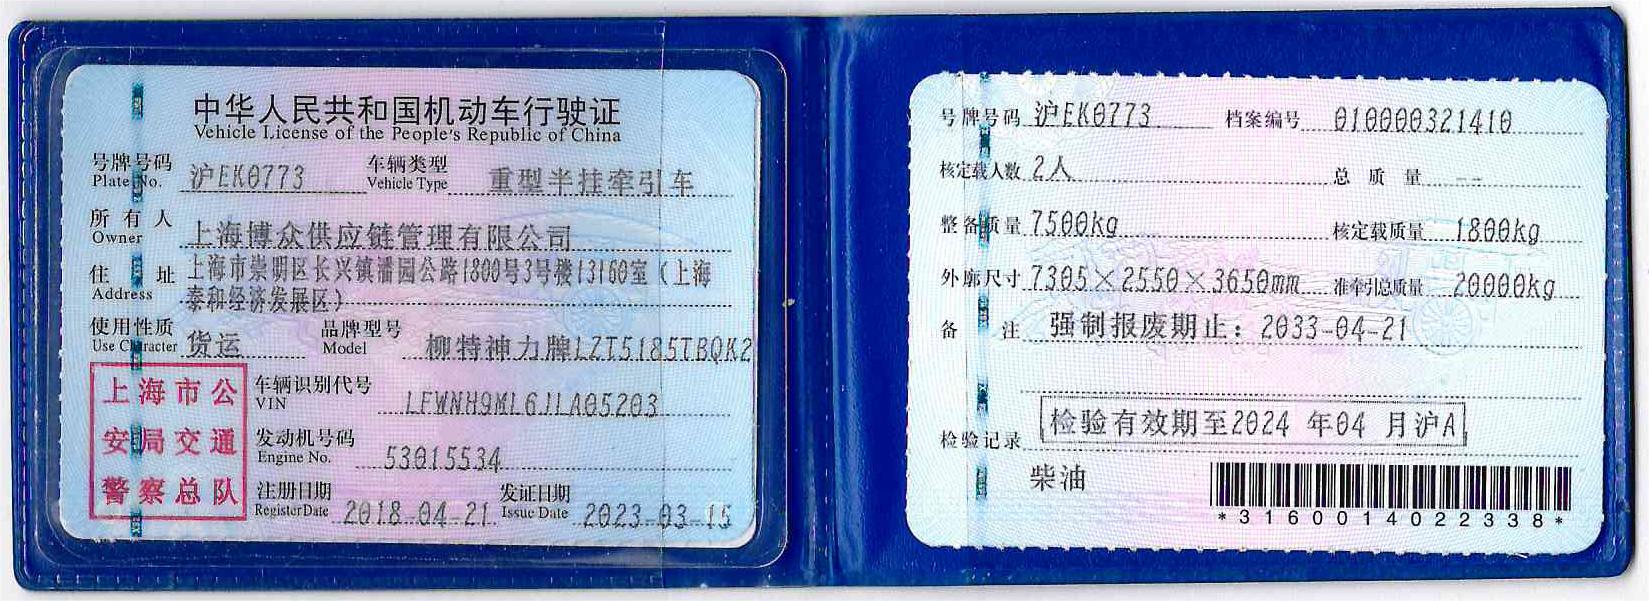 中华人民共和国机动车行驶证
Vehicle License of the People's Republic of China
号牌号码 沪EK0773 车辆类型 重型半挂牵引车
Plate No. Vehicle Type
所有人 上海博众供应链管理有限公司
Owner
住址 上海市崇明区长兴镇潘园公路1800号3号楼13160室（上海
Address 泰和经济发展区）
使用性质 货运 品牌型号 柳特神力牌LZT5185TBQK2
Use Character Model
上海市公
安局交通
警察总队
车辆识别代号 LFWNH9ML6J1A05203
VIN
发动机号码 53015534
Engine No.
注册日期 2018-04-21 发证日期 2023-03-15
Register Date Issue Date
号牌号码 沪EK0773 档案编号 010000321410
核定载人数 2人 总质量 --
整备质量 7500kg 核定载质量 1800kg
外廓尺寸 7305×2550×3650mm 准牵引总质量 20000kg
备注 强制报废期止：2033-04-21
检验记录 检验有效期至2024 年04 月沪A
柴油
*3160014022338*